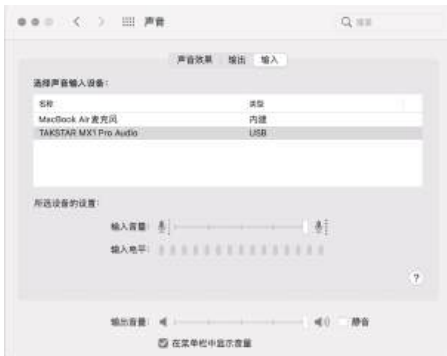 声音
搜索
声音效果 输出 输入
选择声音输入设备:
名称 类型
MacBook Air麦克风 内建
TAKSTAR MX1 Pro Audio USB
所选设备的设置:
输入音量:
输入电平:
?
输出音量: 静音
在菜单栏中显示音量